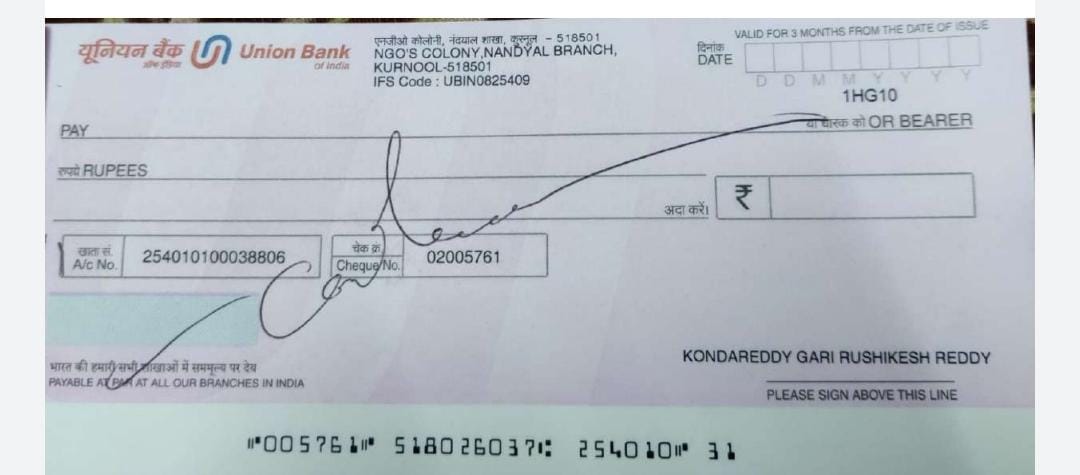 यूनियन बैंक Union Bank
ऑफ इंडिया of India
एनजीओ कोलोनी, नंदयाल शाखा, कुरनूल - 518501
NGO'S COLONY,NANDYAL BRANCH,
KURNOOL-518501
IFS Code : UBIN0825409
VALID FOR 3 MONTHS FROM THE DATE OF ISSUE
दिनांक
DATE
D D M M Y Y Y Y
1HG10
PAY
या धारक को OR BEARER
रुपये RUPEES
अदा करें। ₹
खाता सं.
A/c No. 254010100038806
चेक क्र.
Cheque No. 02005761
Cancelled
भारत की हमारी सभी शाखाओं में सममूल्य पर देय
PAYABLE AT PAR AT ALL OUR BRANCHES IN INDIA
KONDAREDDY GARI RUSHIKESH REDDY
PLEASE SIGN ABOVE THIS LINE
⑈005761⑈ 518026037⑆ 254010⑈ 31